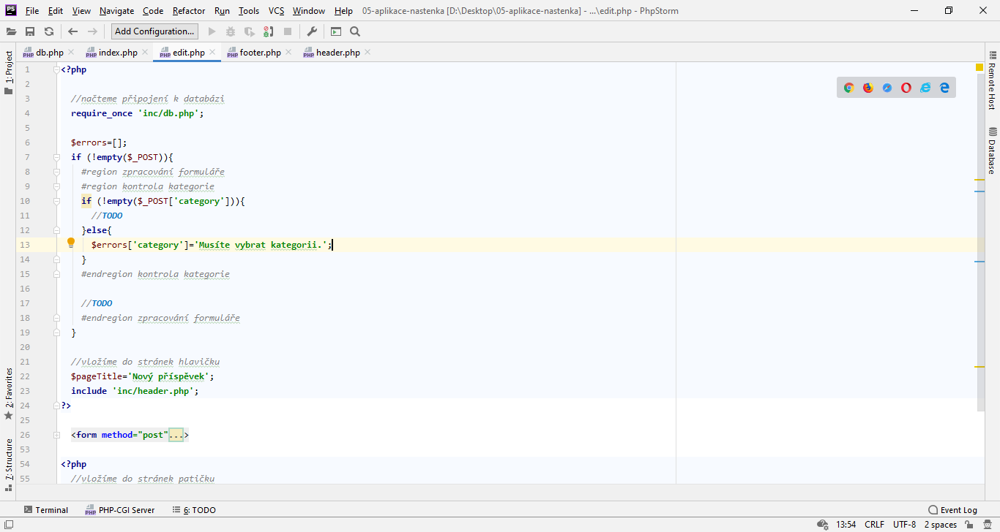 PS File Edit View Navigate Code Refactor Run Tools VCS Window Help 05-aplikace-nastenka [D:\Desktop\05-aplikace-nastenka] - ...\edit.php - PhpStorm
Add Configuration...
PHP db.php PHP index.php PHP edit.php PHP footer.php PHP header.php
1: Project
2: Favorites
7: Structure
Remote Host
Database
1 <?php
2
3 //načteme připojení k databázi
4 require_once 'inc/db.php';
5
6 $errors=[];
7 if (!empty($_POST)){
8 #region zpracování formuláře
9 #region kontrola kategorie
10 if (!empty($_POST['category'])){
11 //TODO
12 }else{
13 $errors['category']='Musíte vybrat kategorii.';
14 }
15 #endregion kontrola kategorie
16
17 //TODO
18 #endregion zpracování formuláře
19 }
20
21 //vložíme do stránek hlavičku
22 $pageTitle='Nový příspěvek';
23 include 'inc/header.php';
24 ?>
25
26 <form method="post"...>
53
54 <?php
55 //vložíme do stránek patičku
Terminal PHP PHP-CGI Server 6: TODO Event Log
13:54 CRLF UTF-8 2 spaces